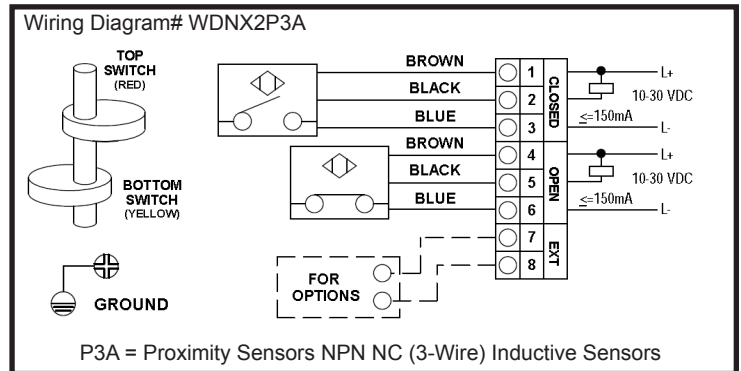 Wiring Diagram# WDNX2P3A
TOP
SWITCH
(RED)
BOTTOM
SWITCH
(YELLOW)
GROUND
BROWN
BLACK
BLUE
BROWN
BLACK
BLUE
FOR
OPTIONS
1
2
3
4
5
6
7
8
CLOSED
OPEN
EXT
L+
10-30 VDC
<=150mA
L-
L+
10-30 VDC
<=150mA
L-
P3A = Proximity Sensors NPN NC (3-Wire) Inductive Sensors